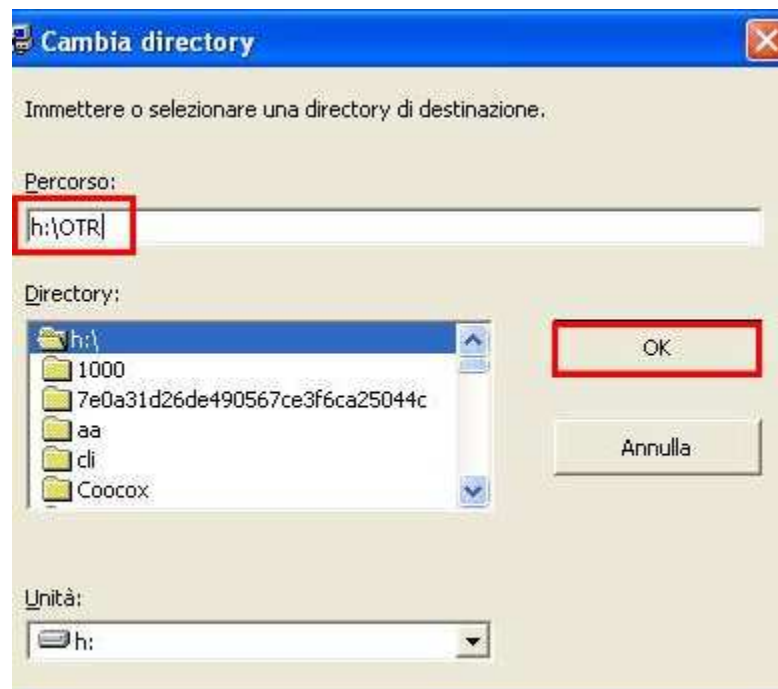 Cambia directory
Immettere o selezionare una directory di destinazione.
Percorso:
h:\OTR
Directory:
h:\
1000
7e0a31d26de490567ce3f6ca25044c
aa
cli
Coocox
OK
Annulla
Unità:
h: